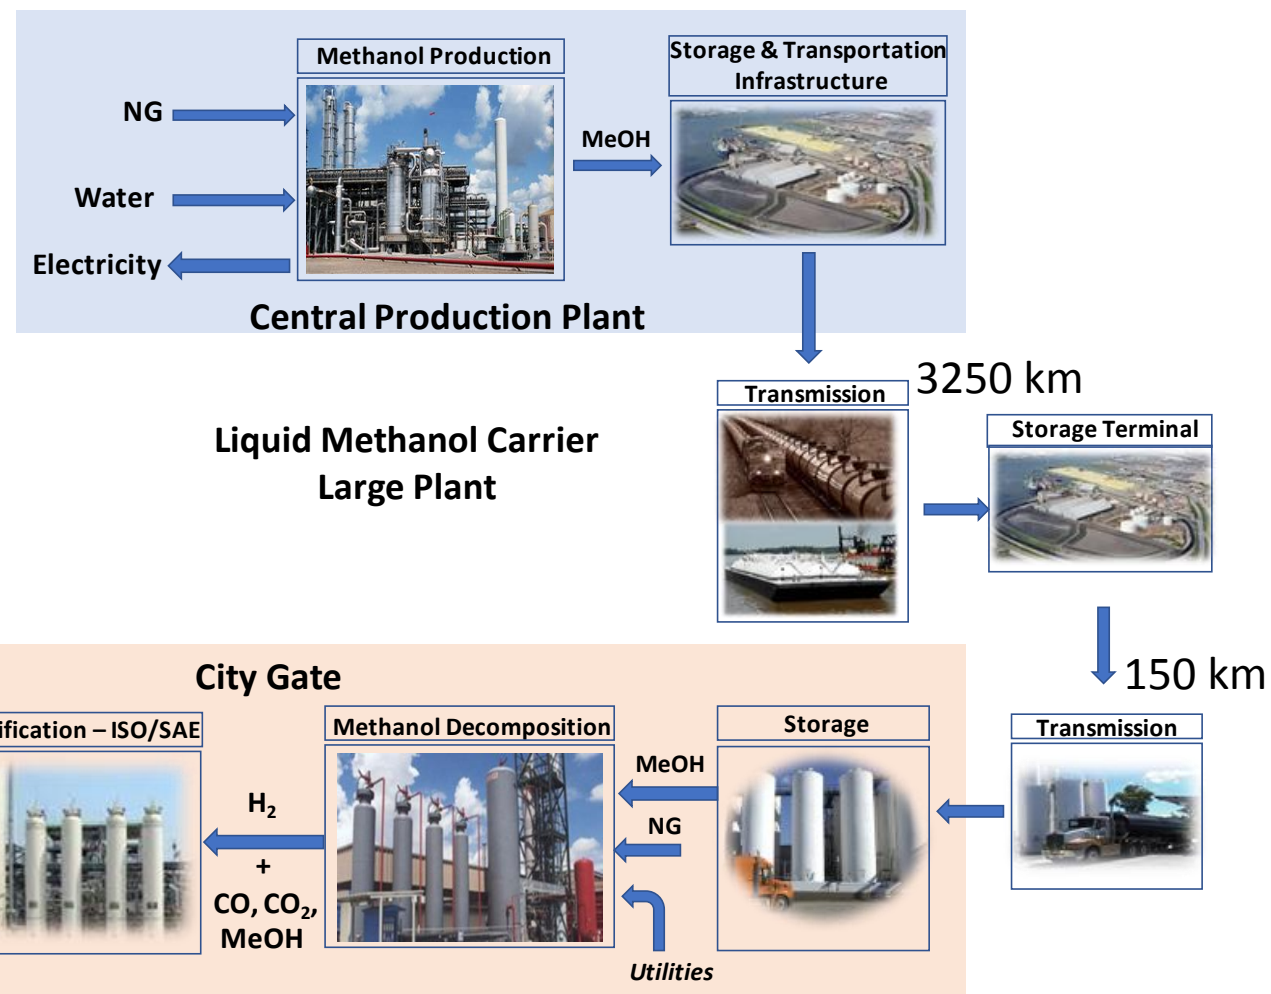 Methanol Production
Storage & Transportation
Infrastructure
NG
MeOH
Water
Electricity
Central Production Plant
3250 km
Transmission
Storage Terminal
Liquid Methanol Carrier
Large Plant
City Gate
150 km
ification – ISO/SAE
Methanol Decomposition
Storage
Transmission
MeOH
H₂
NG
+
CO, CO₂,
MeOH
Utilities